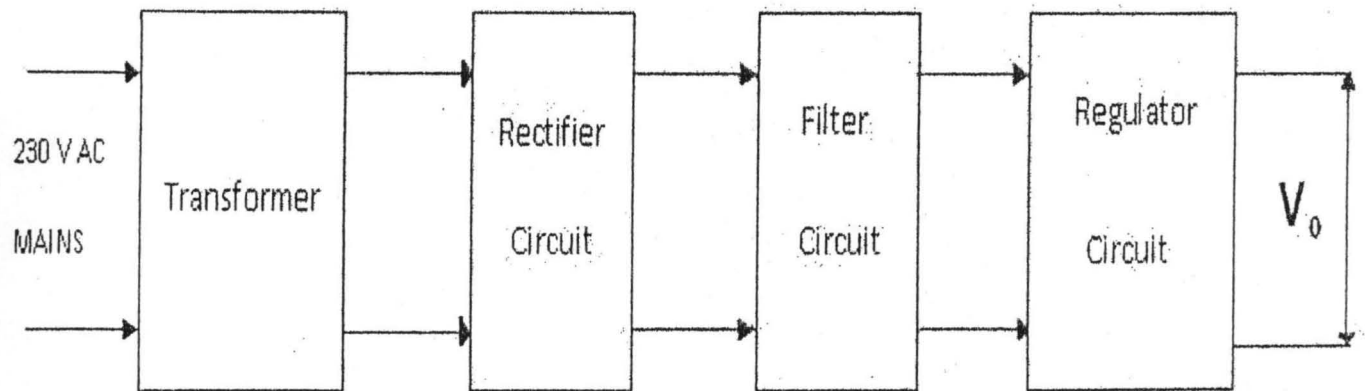 230 V AC
MAINS
Transformer
Rectifier
Circuit
Filter
Circuit
Regulator
Circuit
V₀